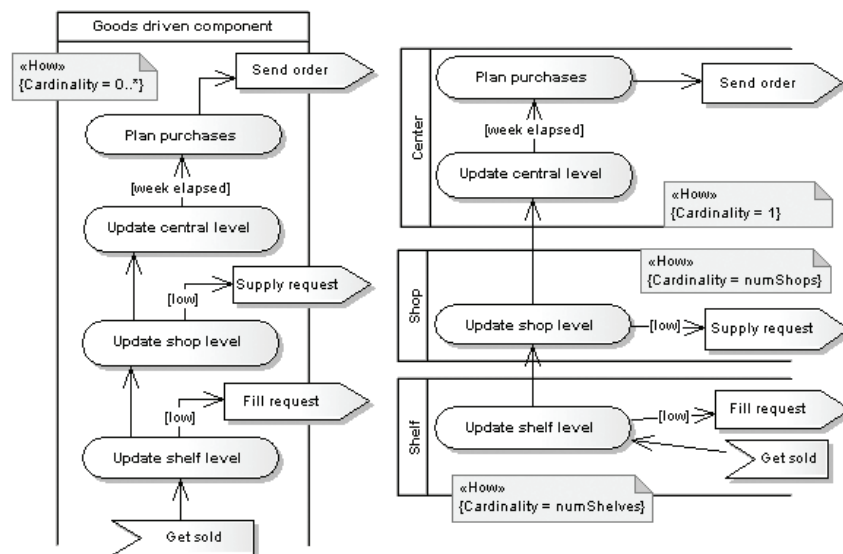 Goods driven component
«How»
{Cardinality = 0..*}
Send order
Plan purchases
[week elapsed]
Update central level
[low]
Supply request
Update shop level
[low]
Fill request
Update shelf level
Get sold
Center
Plan purchases
Send order
[week elapsed]
Update central level
«How»
{Cardinality = 1}
Shop
«How»
{Cardinality = numShops}
Update shop level
[low]
Supply request
Shelf
Update shelf level
[low]
Fill request
Get sold
«How»
{Cardinality = numShelves}